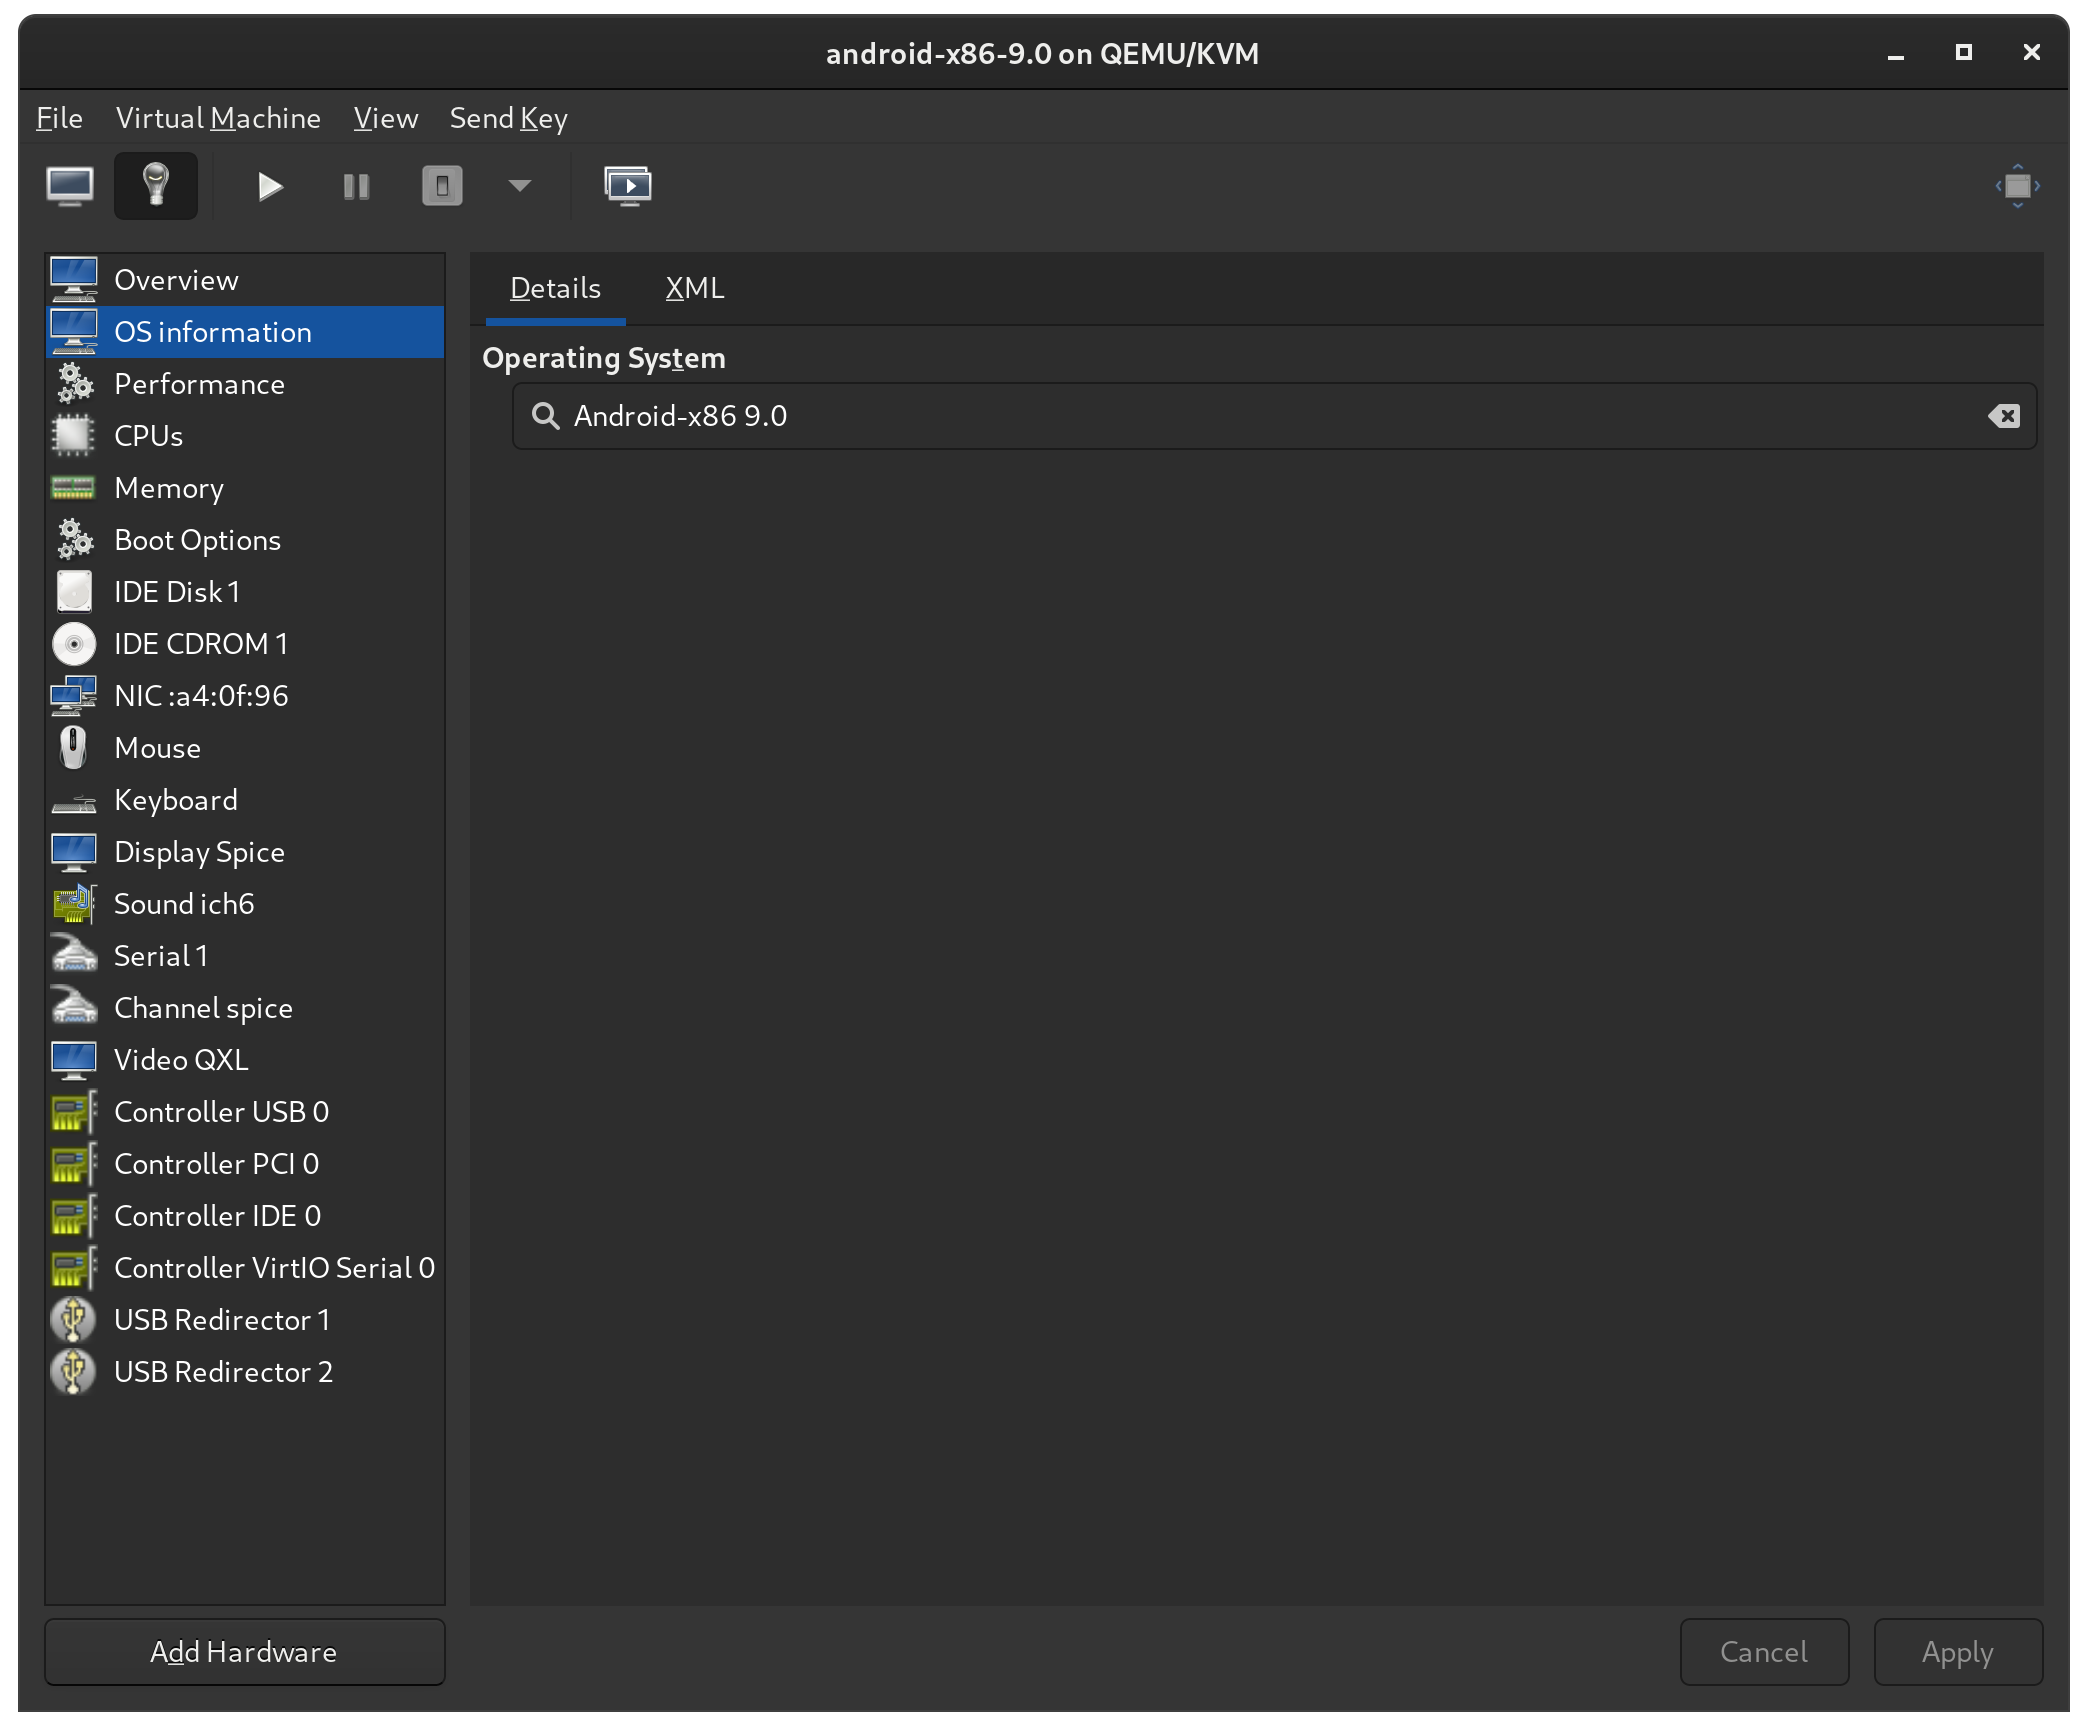 android-x86-9.0 on QEMU/KVM
File Virtual Machine View Send Key
Overview
OS information
Performance
CPUs
Memory
Boot Options
IDE Disk 1
IDE CDROM 1
NIC :a4:0f:96
Mouse
Keyboard
Display Spice
Sound ich6
Serial 1
Channel spice
Video QXL
Controller USB 0
Controller PCI 0
Controller IDE 0
Controller VirtIO Serial 0
USB Redirector 1
USB Redirector 2
Add Hardware
Details XML
Operating System
Android-x86 9.0
Cancel Apply